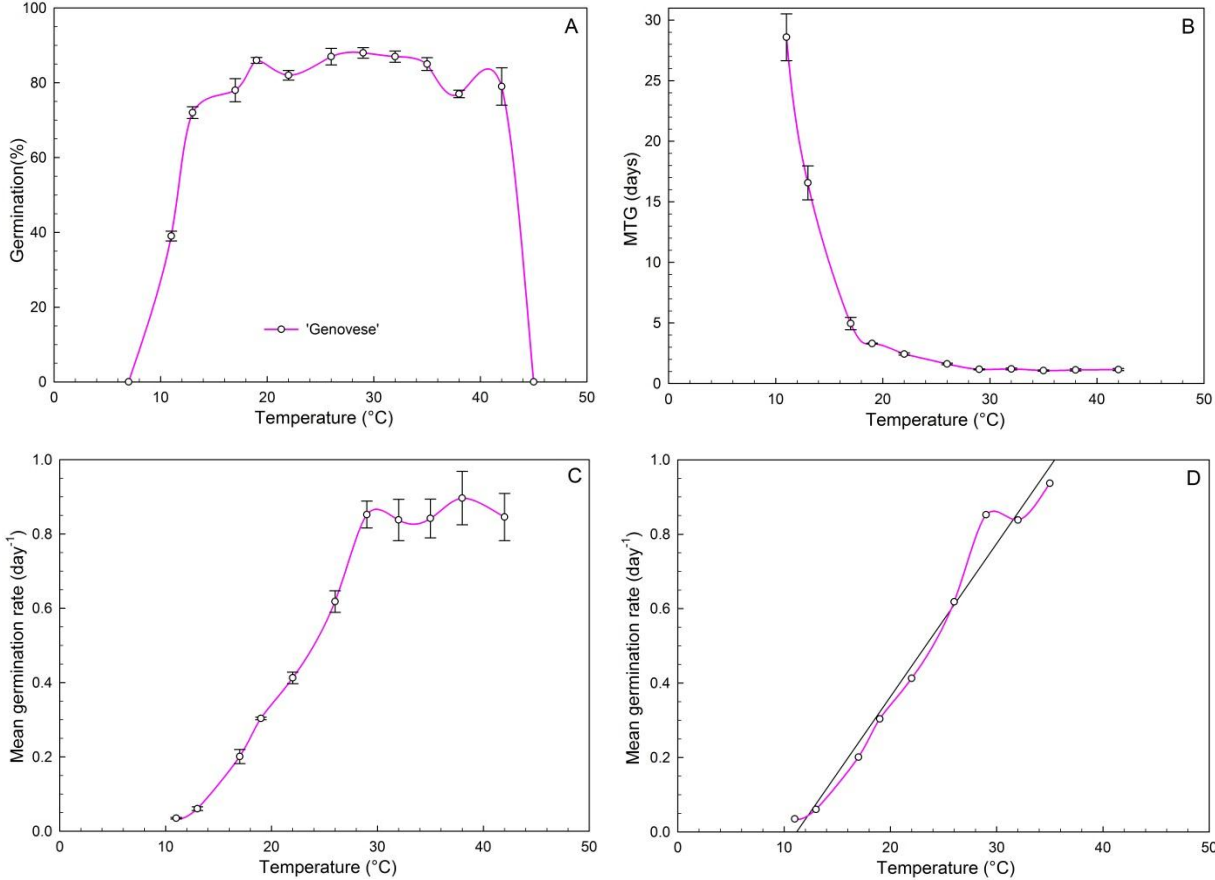 A
Germination(%)
100
80
60
40
20
0
'Genovese'
0 10 20 30 40 50
Temperature (°C)
B
MTG (days)
30
25
20
15
10
5
0
0 10 20 30 40 50
Temperature (°C)
C
Mean germination rate (day⁻¹)
1.0
0.8
0.6
0.4
0.2
0.0
0 10 20 30 40 50
Temperature (°C)
D
Mean germination rate (day⁻¹)
1.0
0.8
0.6
0.4
0.2
0.0
0 10 20 30 40 50
Temperature (°C)